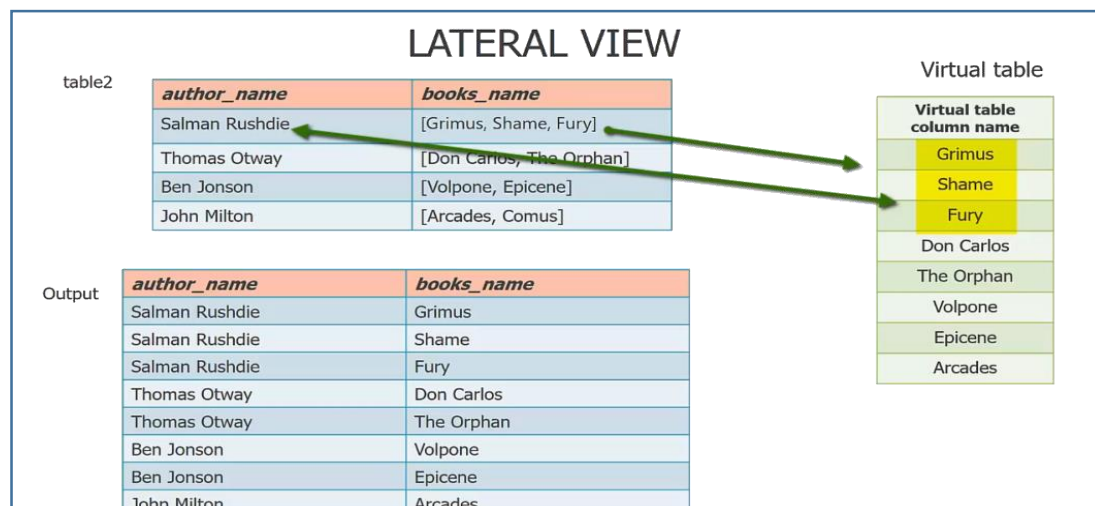 LATERAL VIEW
table2
author_name books_name
Salman Rushdie [Grimus, Shame, Fury]
Thomas Otway [Don Carlos, The Orphan]
Ben Jonson [Volpone, Epicene]
John Milton [Arcades, Comus]
Virtual table
Virtual table
column name
Grimus
Shame
Fury
Don Carlos
The Orphan
Volpone
Epicene
Arcades
Output
author_name books_name
Salman Rushdie Grimus
Salman Rushdie Shame
Salman Rushdie Fury
Thomas Otway Don Carlos
Thomas Otway The Orphan
Ben Jonson Volpone
Ben Jonson Epicene
John Milton Arcades